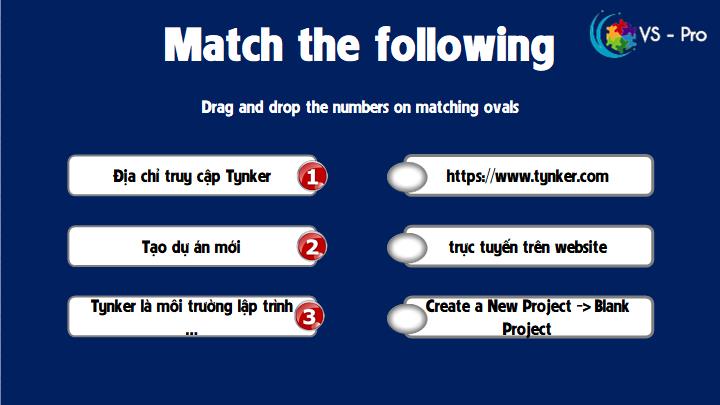 Match the following
VS - Pro
Drag and drop the numbers on matching ovals
Địa chỉ truy cập Tynker
1
https://www.tynker.com
Tạo dự án mới
2
trực tuyến trên website
Tynker là môi trường lập trình
...
3
Create a New Project -> Blank
Project